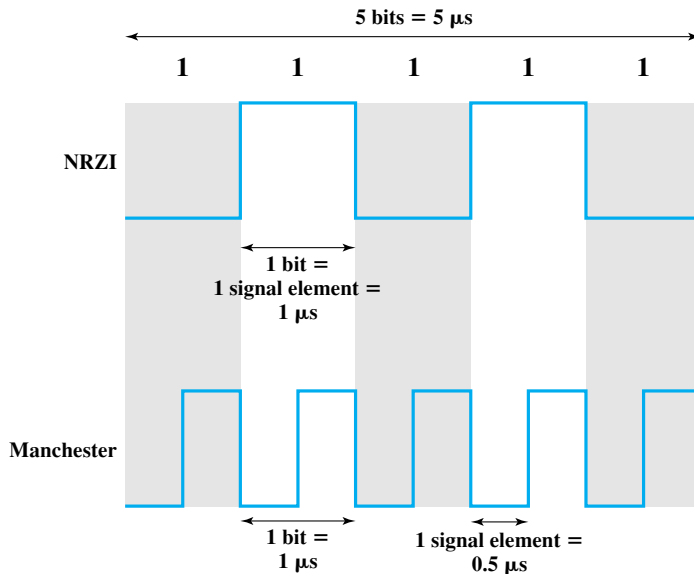 5 bits = 5 μs
1 1 1 1 1
NRZI
1 bit =
1 signal element =
1 μs
Manchester
1 bit =
1 μs
1 signal element =
0.5 μs